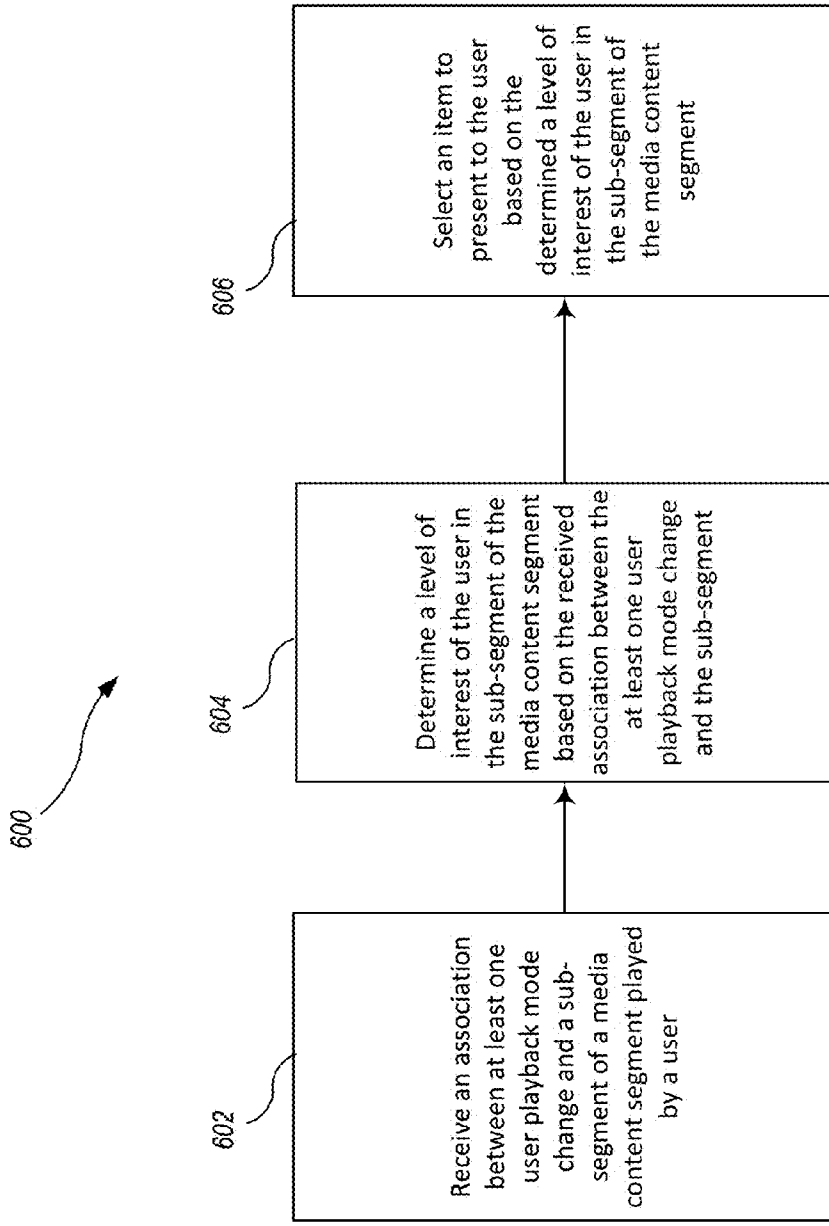 600
602
Receive an association
between at least one
user playback mode
change and a sub-
segment of a media
content segment played
by a user
604
Determine a level of
interest of the user in
the sub-segment of the
media content segment
based on the received
association between the
at least one user
playback mode change
and the sub-segment
606
Select an item to
present to the user
based on the
determined a level of
interest of the user in
the sub-segment of
the media content
segment